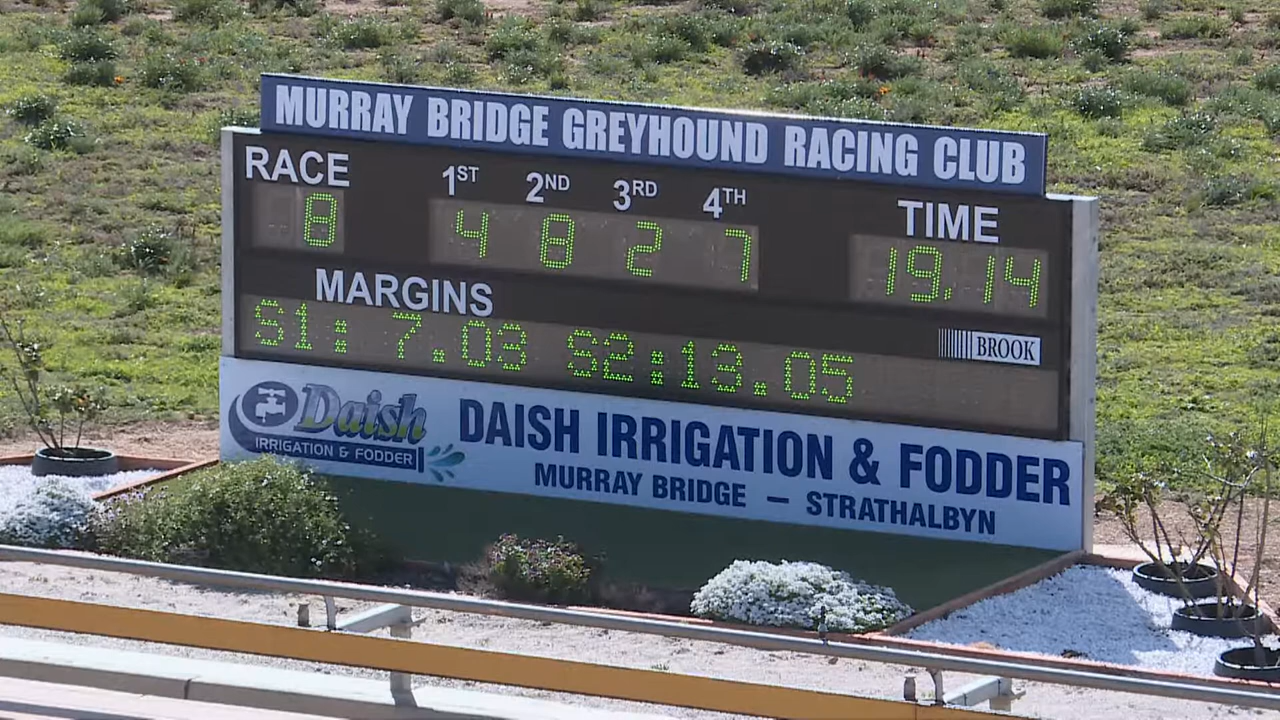 MURRAY BRIDGE GREYHOUND RACING CLUB
RACE 1ST 2ND 3RD 4TH TIME
8 4 8 2 7 19.14
MARGINS
S1: 7.03 S2:19.05
BROOK
Daish
IRRIGATION & FODDER
DAISH IRRIGATION & FODDER
MURRAY BRIDGE – STRATHALBYN